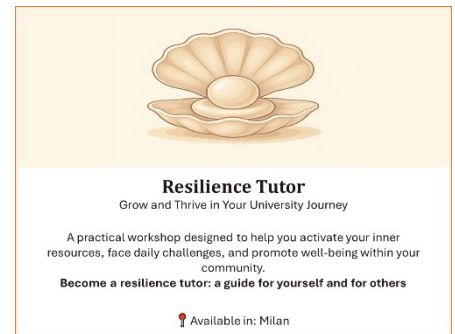 Resilience Tutor
Grow and Thrive in Your University Journey
A practical workshop designed to help you activate your inner
resources, face daily challenges, and promote well-being within your
community.
Become a resilience tutor: a guide for yourself and for others
📍 Available in: Milan